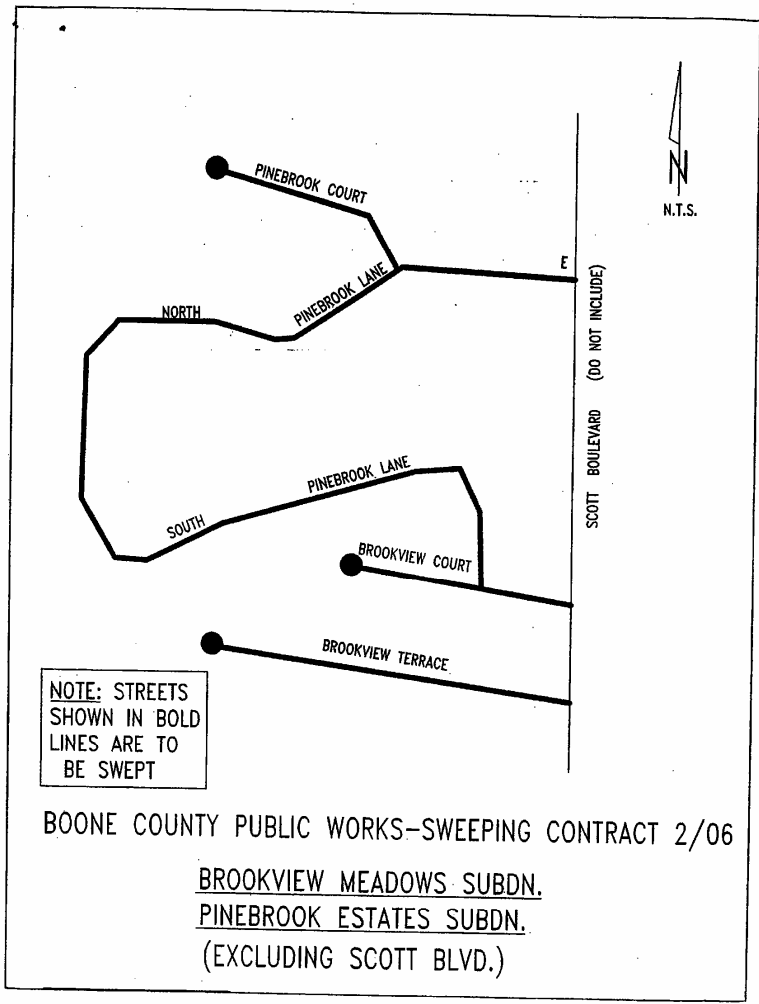 N
N.T.S.
PINEBROOK COURT
E
PINEBROOK LANE
NORTH
SCOTT BOULEVARD (DO NOT INCLUDE)
PINEBROOK LANE
SOUTH
BROOKVIEW COURT
BROOKVIEW TERRACE
NOTE: STREETS
SHOWN IN BOLD
LINES ARE TO
BE SWEPT
BOONE COUNTY PUBLIC WORKS-SWEEPING CONTRACT 2/06
BROOKVIEW MEADOWS SUBDN.
PINEBROOK ESTATES SUBDN.
(EXCLUDING SCOTT BLVD.)